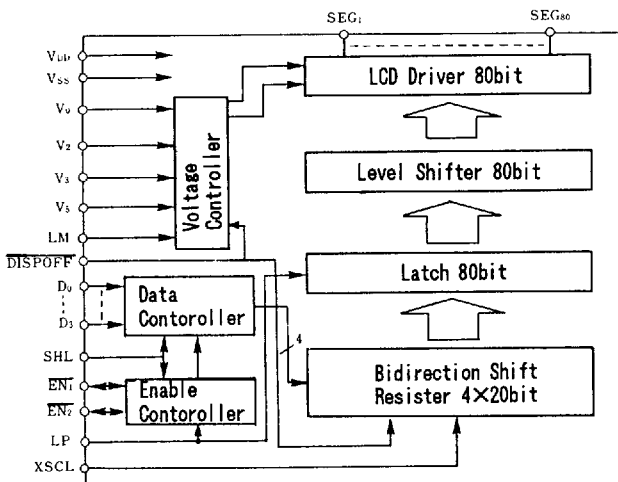 SEG1 SEG80
VDD
VSS
V0
V2
V3
V5
LM
DISPOFF
D0
D3
SHL
EN1
EN2
LP
XSCL
Voltage
Controller
LCD Driver 80bit
Level Shifter 80bit
Latch 80bit
Data
Contoroller
4
Enable
Contoroller
Bidirection Shift
Resister 4×20bit